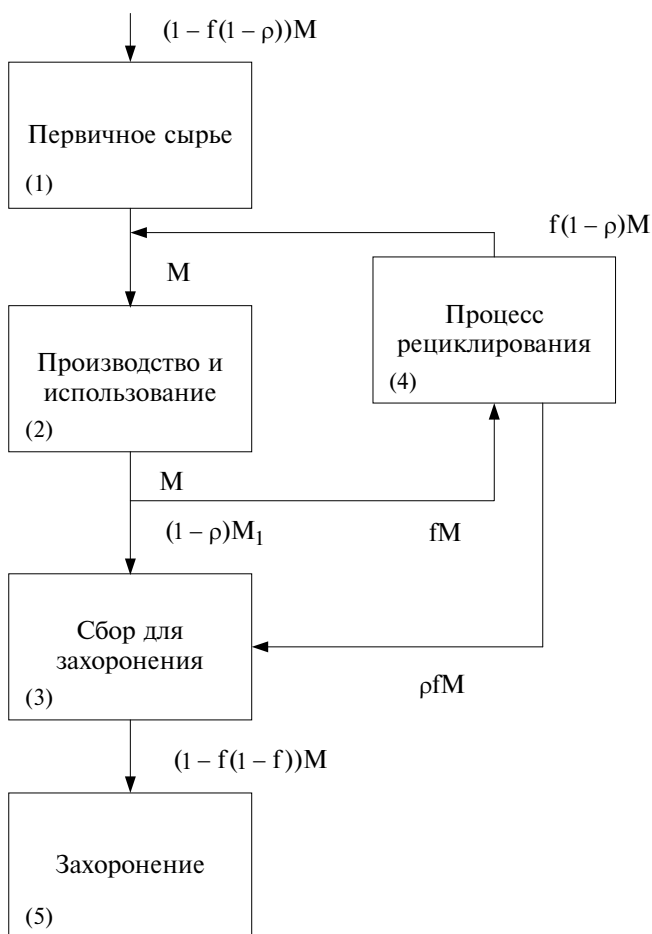 (1 – f(1 – ρ))M
Первичное сырье
(1)
f(1 – ρ)M
M
Процесс
рециклирования
(4)
Производство и
использование
(2)
M
(1 – ρ)M₁
fM
Сбор для
захоронения
(3)
ρfM
(1 – f(1 – f))M
Захоронение
(5)